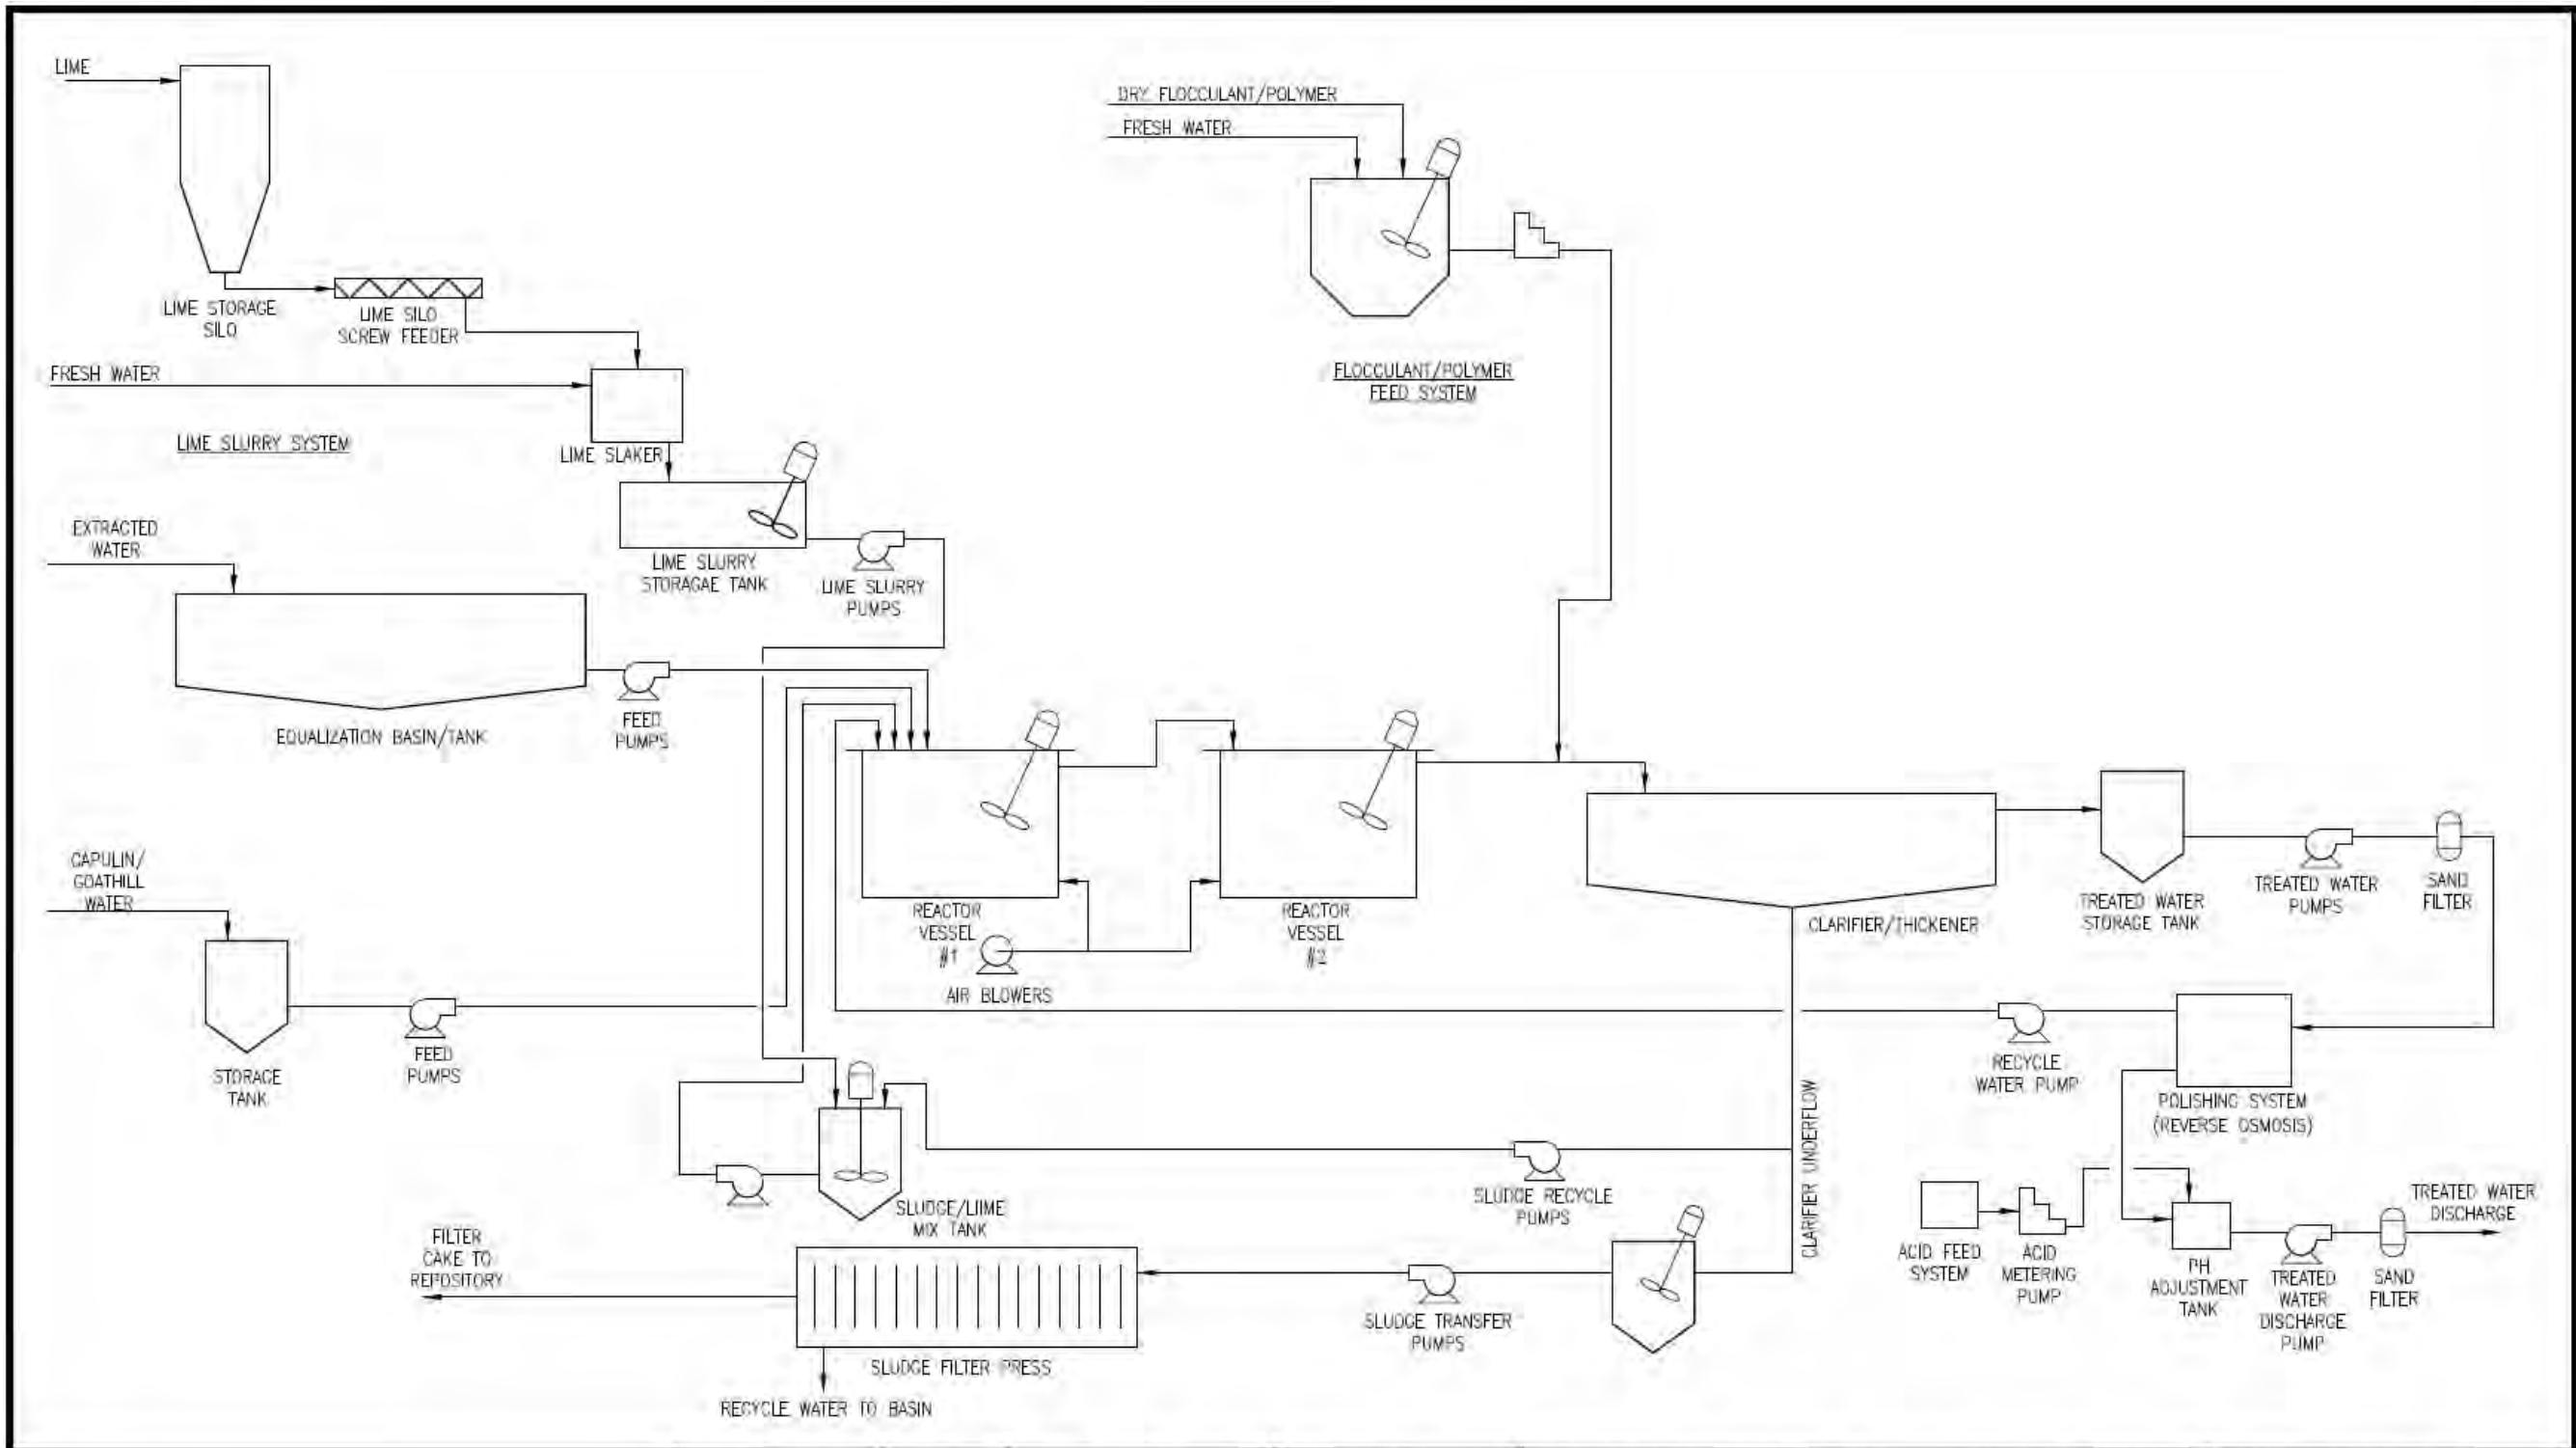 LIME
LIME STORAGE
SILO
LIME SILO
SCREW FEEDER
FRESH WATER
LIME SLURRY SYSTEM
LIME SLAKER
LIME SLURRY
STORAGAE TANK
LIME SLURRY
PUMPS
EXTRACTED
WATER
EQUALIZATION BASIN/TANK
FEED
PUMPS
DRY FLOCCULANT/POLYMER
FRESH WATER
FLOCCULANT/POLYMER
FEED SYSTEM
CAPULIN/
GOATHILL
WATER
STORAGE
TANK
FEED
PUMPS
REACTOR
VESSEL
#1
AIR BLOWERS
REACTOR
VESSEL
#2
CLARIFIER/THICKENER
TREATED WATER
STORAGE TANK
TREATED WATER
PUMPS
SAND
FILTER
RECYCLE
WATER PUMP
POLISHING SYSTEM
(REVERSE OSMOSIS)
CLARIFIER UNDERFLOW
SLUDGE/LIIME
MIX TANK
SLUDGE RECYCLE
PUMPS
FILTER
CAKE TO
REPOSITORY
SLUDGE FILTER PRESS
RECYCLE WATER TO BASIN
SLUDGE TRANSFER
PUMPS
ACID FEED
SYSTEM
ACID
METERING
PUMP
PH
ADJUSTMENT
TANK
TREATED
WATER
DISCHARGE
PUMP
SAND
FILTER
TREATED WATER
DISCHARGE